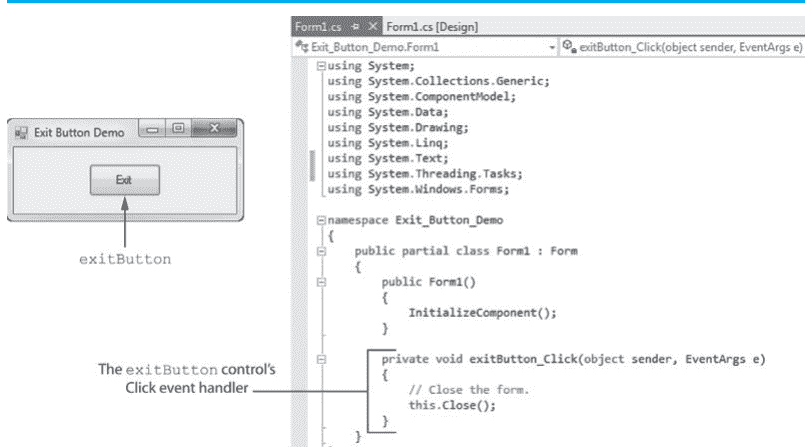 Form1.cs Form1.cs [Design]
Exit_Button_Demo.Form1 exitButton_Click(object sender, EventArgs e)
using System;
using System.Collections.Generic;
using System.ComponentModel;
using System.Data;
using System.Drawing;
using System.Linq;
using System.Text;
using System.Threading.Tasks;
using System.Windows.Forms;
namespace Exit_Button_Demo
{
public partial class Form1 : Form
{
public Form1()
{
InitializeComponent();
}
private void exitButton_Click(object sender, EventArgs e)
{
// Close the form.
this.Close();
}
}
Exit Button Demo
Exit
exitButton
The exitButton control's
Click event handler